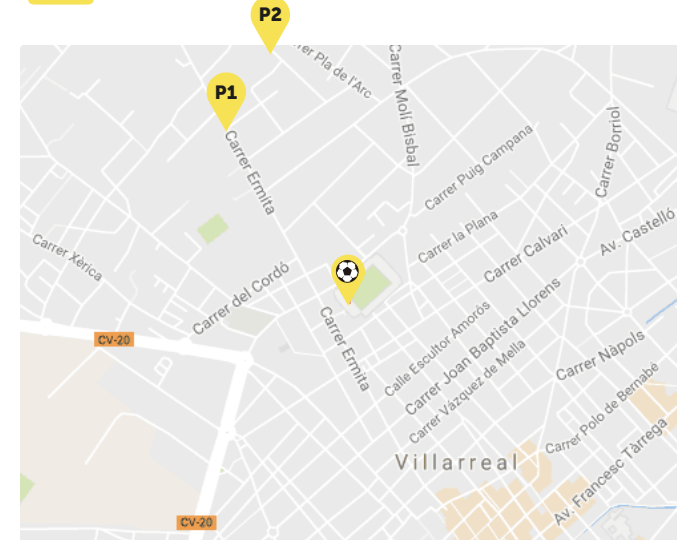 P2
rrer Pla de l'Arc
P1
Carrer Molí Bisbal
Carrer Borriol
Carrer Ermita
Carrer Puig Campana
Carrer la Plana
Av. Castelló
Carrer Calvari
Carrer Xèrica
Carrer del Cordó
Carrer Ermita
Calle Escultor Amorós
Carrer Joan Baptista Llorens
Carrer Vázquez de Mella
CV-20
Carrer Nàpols
Carrer Polo de Bernabé
Villarreal
Av. Francesc Tàrrega
CV-20